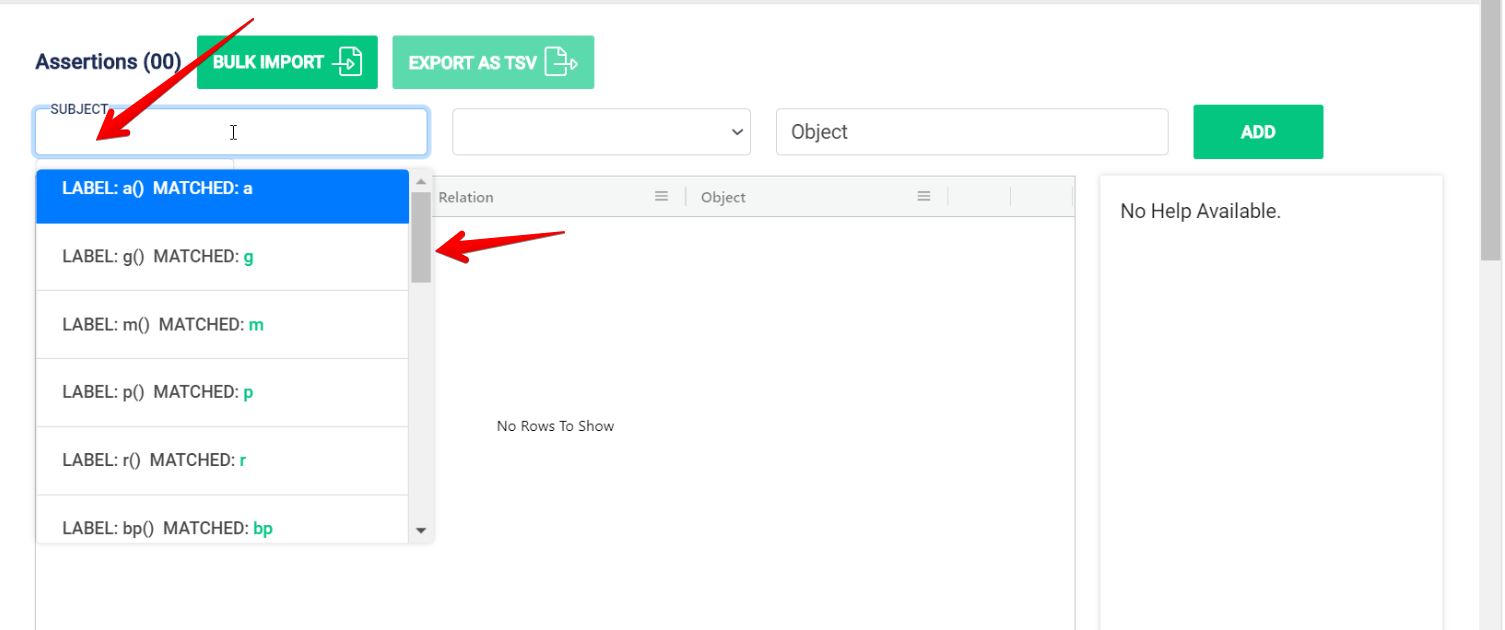 Assertions (00) BULK IMPORT EXPORT AS TSV
SUBJECT
Object ADD
LABEL: a() MATCHED: a
Relation Object
No Help Available.
LABEL: g() MATCHED: g
LABEL: m() MATCHED: m
LABEL: p() MATCHED: p
No Rows To Show
LABEL: r() MATCHED: r
LABEL: bp() MATCHED: bp